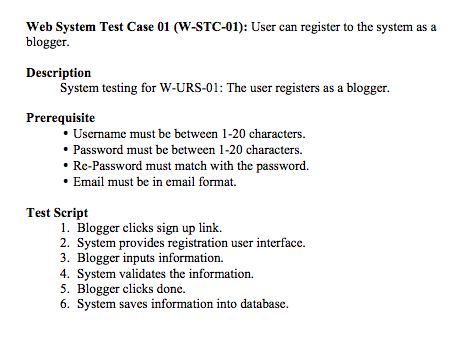 Web System Test Case 01 (W-STC-01): User can register to the system as a
blogger.
Description
System testing for W-URS-01: The user registers as a blogger.
Prerequisite
• Username must be between 1-20 characters.
• Password must be between 1-20 characters.
• Re-Password must match with the password.
• Email must be in email format.
Test Script
1. Blogger clicks sign up link.
2. System provides registration user interface.
3. Blogger inputs information.
4. System validates the information.
5. Blogger clicks done.
6. System saves information into database.